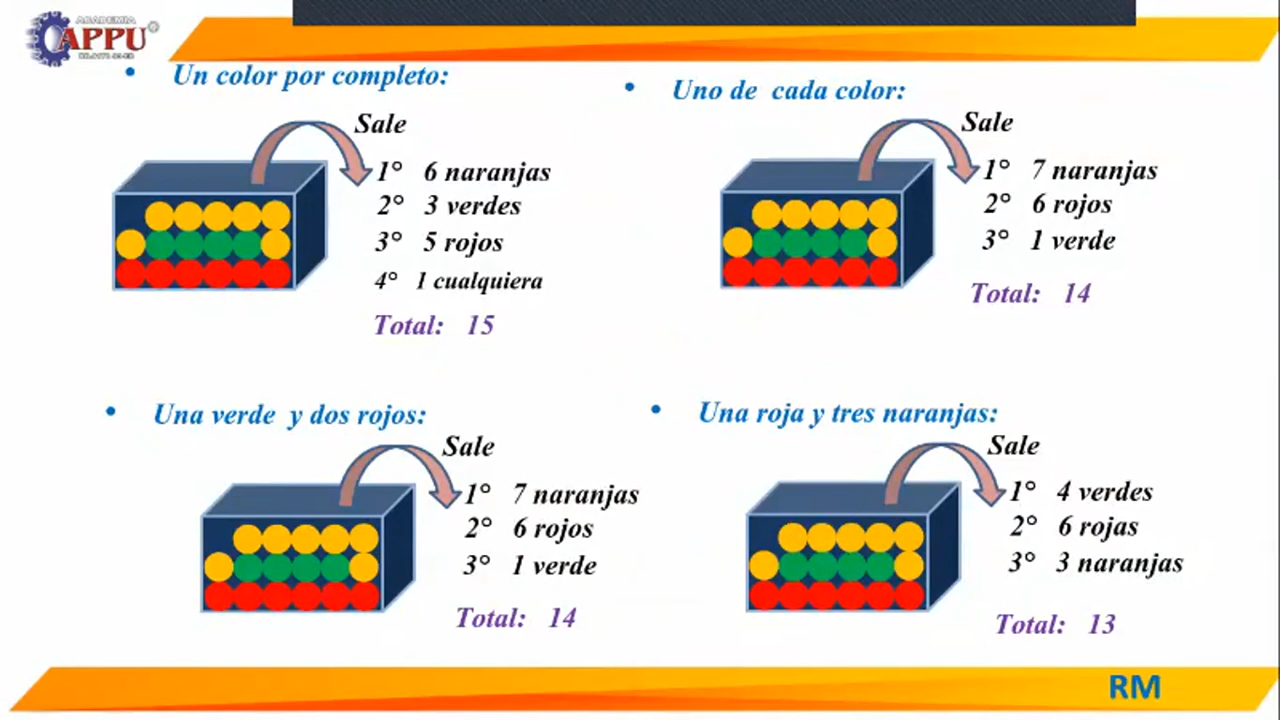 ACADEMIA
APPU®
• Un color por completo:
Sale
1° 6 naranjas
2° 3 verdes
3° 5 rojos
4° 1 cualquiera
Total: 15
• Uno de cada color:
Sale
1° 7 naranjas
2° 6 rojos
3° 1 verde
Total: 14
• Una verde y dos rojos:
Sale
1° 7 naranjas
2° 6 rojos
3° 1 verde
Total: 14
• Una roja y tres naranjas:
Sale
1° 4 verdes
2° 6 rojas
3° 3 naranjas
Total: 13
RM